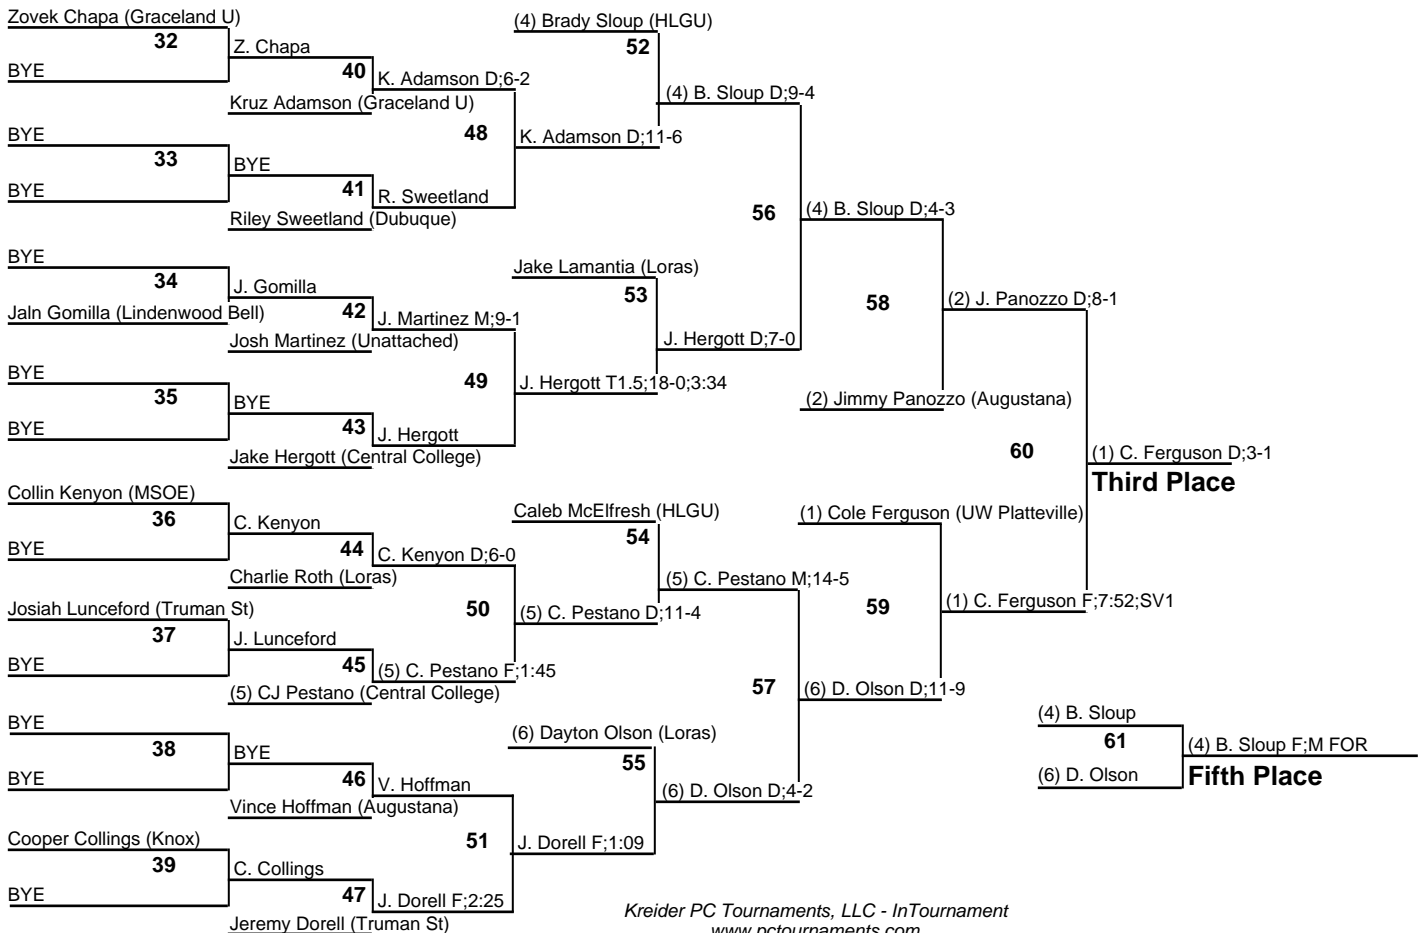 Zovek Chapa (Graceland U)
32
BYE
Z. Chapa
40
Kruz Adamson (Graceland U)
K. Adamson D;6-2
BYE
33
BYE
BYE
41
Riley Sweetland (Dubuque)
R. Sweetland
48
K. Adamson D;11-6
(4) Brady Sloup (HLGU)
52
(4) B. Sloup D;9-4
BYE
34
Jaln Gomilla (Lindenwood Bell)
J. Gomilla
42
Josh Martinez (Unattached)
J. Martinez M;9-1
BYE
35
BYE
BYE
43
Jake Hergott (Central College)
J. Hergott
49
J. Hergott T1.5;18-0;3:34
Jake Lamantia (Loras)
53
J. Hergott D;7-0
56
(4) B. Sloup D;4-3
58
(2) Jimmy Panozzo (Augustana)
(2) J. Panozzo D;8-1
Collin Kenyon (MSOE)
36
BYE
C. Kenyon
44
Charlie Roth (Loras)
C. Kenyon D;6-0
Josiah Lunceford (Truman St)
37
BYE
J. Lunceford
45
(5) CJ Pestano (Central College)
(5) C. Pestano F;1:45
50
(5) C. Pestano D;11-4
Caleb McElfresh (HLGU)
54
(5) C. Pestano M;14-5
BYE
38
BYE
BYE
46
Vince Hoffman (Augustana)
V. Hoffman
Cooper Collings (Knox)
39
BYE
C. Collings
47
Jeremy Dorell (Truman St)
J. Dorell F;2:25
51
J. Dorell F;1:09
(6) Dayton Olson (Loras)
55
(6) D. Olson D;4-2
57
(6) D. Olson D;11-9
(1) Cole Ferguson (UW Platteville)
59
(1) C. Ferguson F;7:52;SV1
60
(1) C. Ferguson D;3-1
Third Place
(4) B. Sloup
61
(6) D. Olson
(4) B. Sloup F;M FOR
Fifth Place
Kreider PC Tournaments, LLC - InTournament
www.pctournaments.com